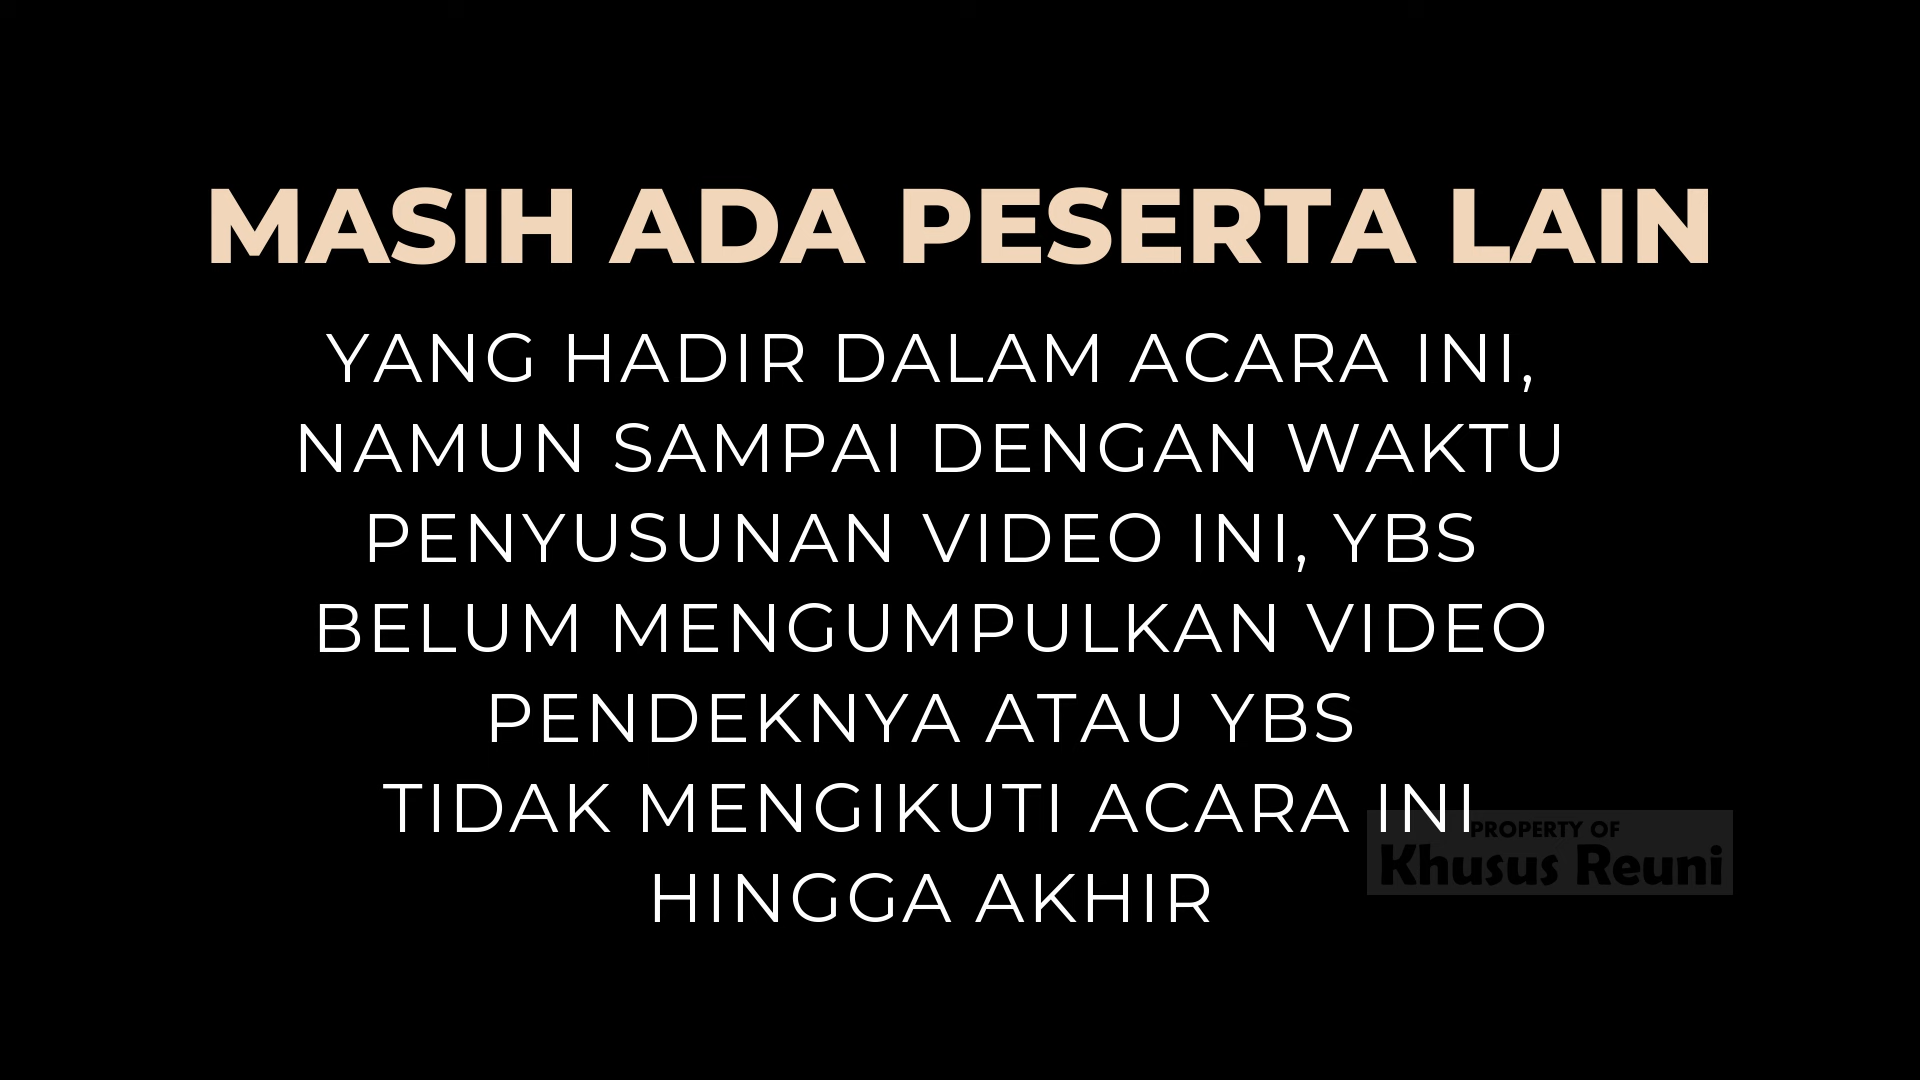 MASIH ADA PESERTA LAIN
YANG HADIR DALAM ACARA INI,
NAMUN SAMPAI DENGAN WAKTU
PENYUSUNAN VIDEO INI, YBS
BELUM MENGUMPULKAN VIDEO
PENDEKNYA ATAU YBS
TIDAK MENGIKUTI ACARA INI
HINGGA AKHIR
PROPERTY OF
Khusus Reuni